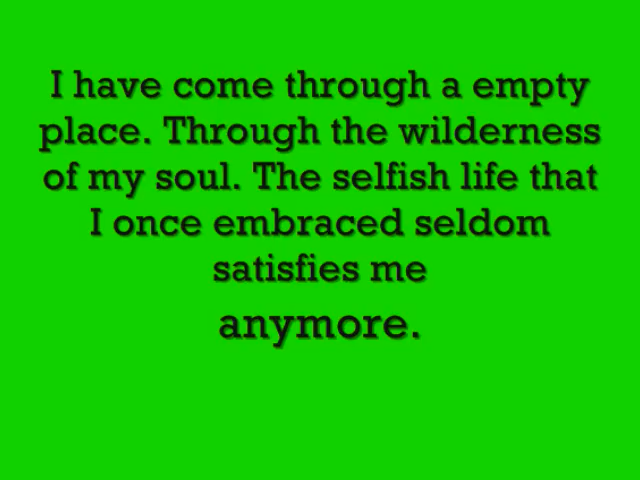 I have come through a empty
place. Through the wilderness
of my soul. The selfish life that
I once embraced seldom
satisfies me
anymore.